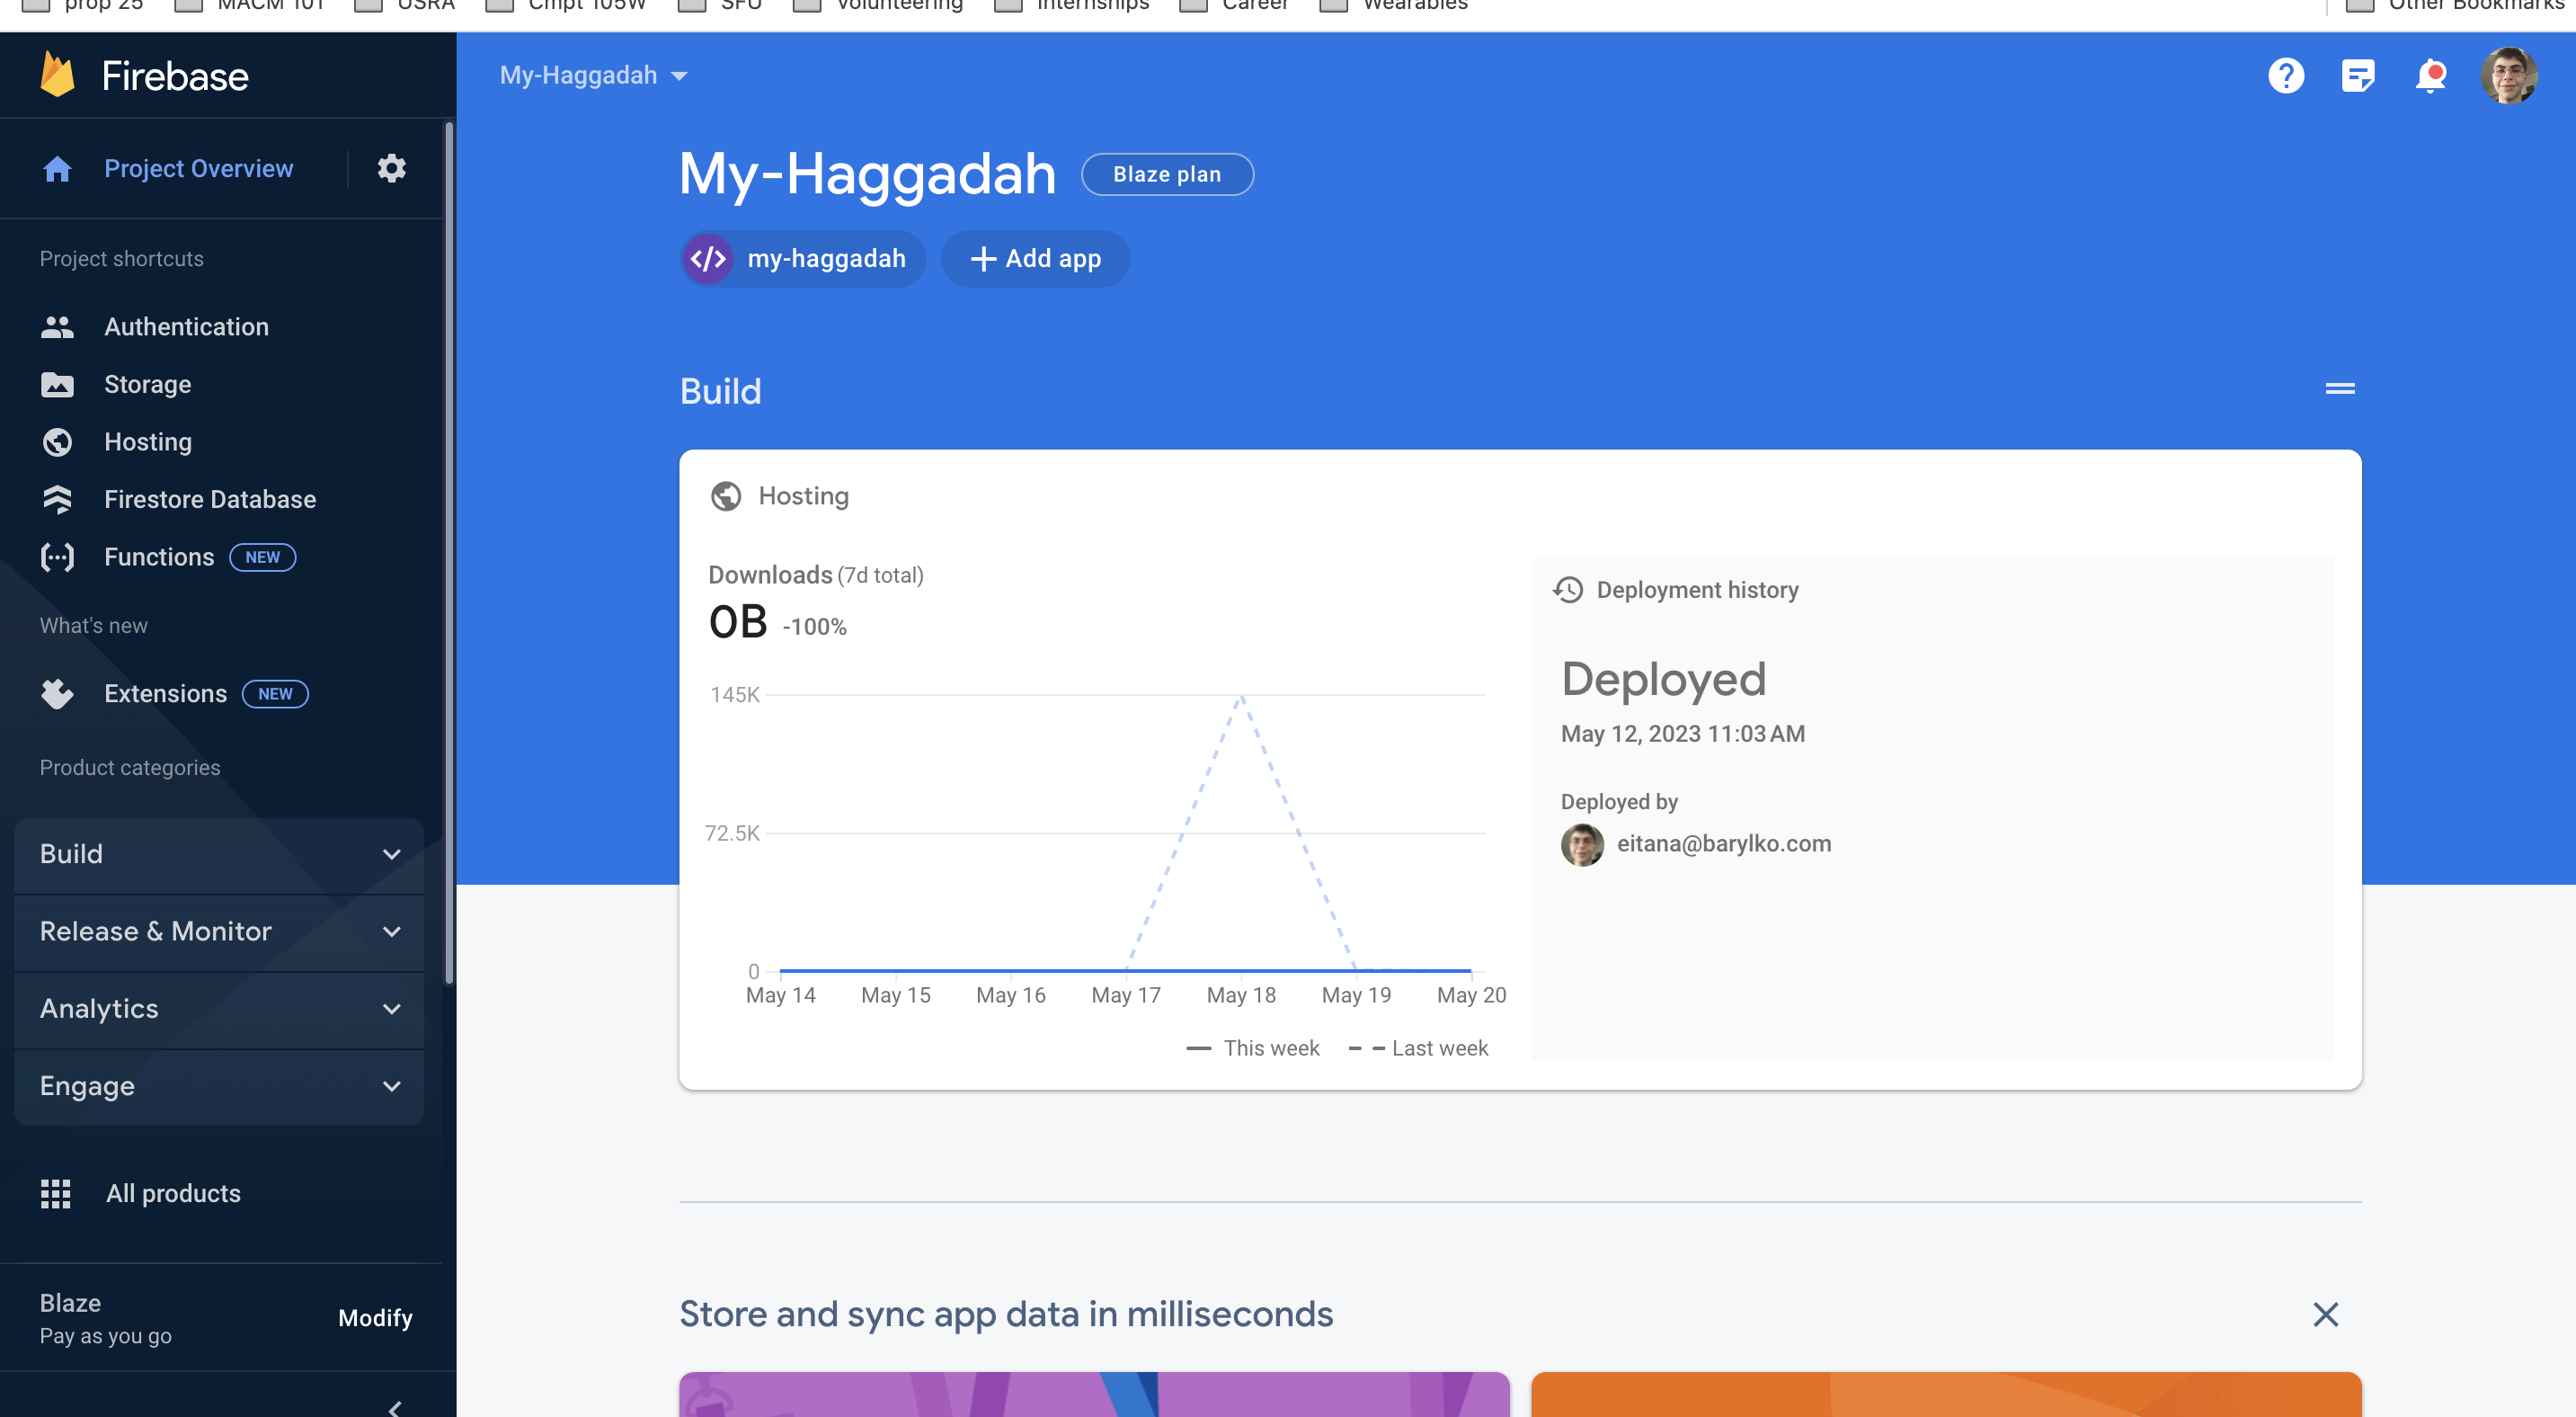 prop 25
MACM 101
USRA
Cmpt 105W
SFU
Volunteering
Internships
Career
Wearables
Other Bookmarks
Firebase
Project Overview
Project shortcuts
Authentication
Storage
Hosting
Firestore Database
Functions NEW
What's new
Extensions NEW
Product categories
Build
Release & Monitor
Analytics
Engage
All products
Blaze
Pay as you go
Modify
My-Haggadah
My-Haggadah Blaze plan
</> my-haggadah + Add app
Build
Hosting
Downloads (7d total)
0B -100%
145K
72.5K
0
May 14 May 15 May 16 May 17 May 18 May 19 May 20
This week Last week
Deployment history
Deployed
May 12, 2023 11:03 AM
Deployed by
eitana@barylko.com
Store and sync app data in milliseconds